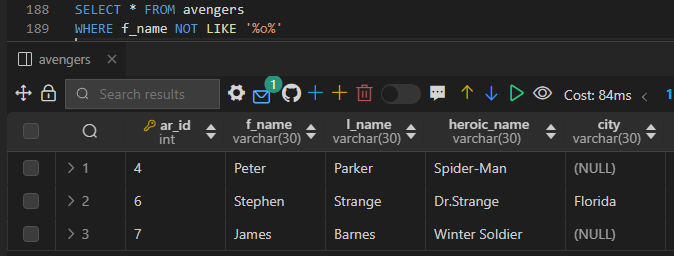 188 SELECT * FROM avengers
189 WHERE f_name NOT LIKE '%o%'
avengers ×
Search results 1 Cost: 84ms ‹ 1
ar_id f_name l_name heroic_name city
int varchar(30) varchar(30) varchar(30) varchar(30)
> 1 4 Peter Parker Spider-Man (NULL)
> 2 6 Stephen Strange Dr.Strange Florida
> 3 7 James Barnes Winter Soldier (NULL)